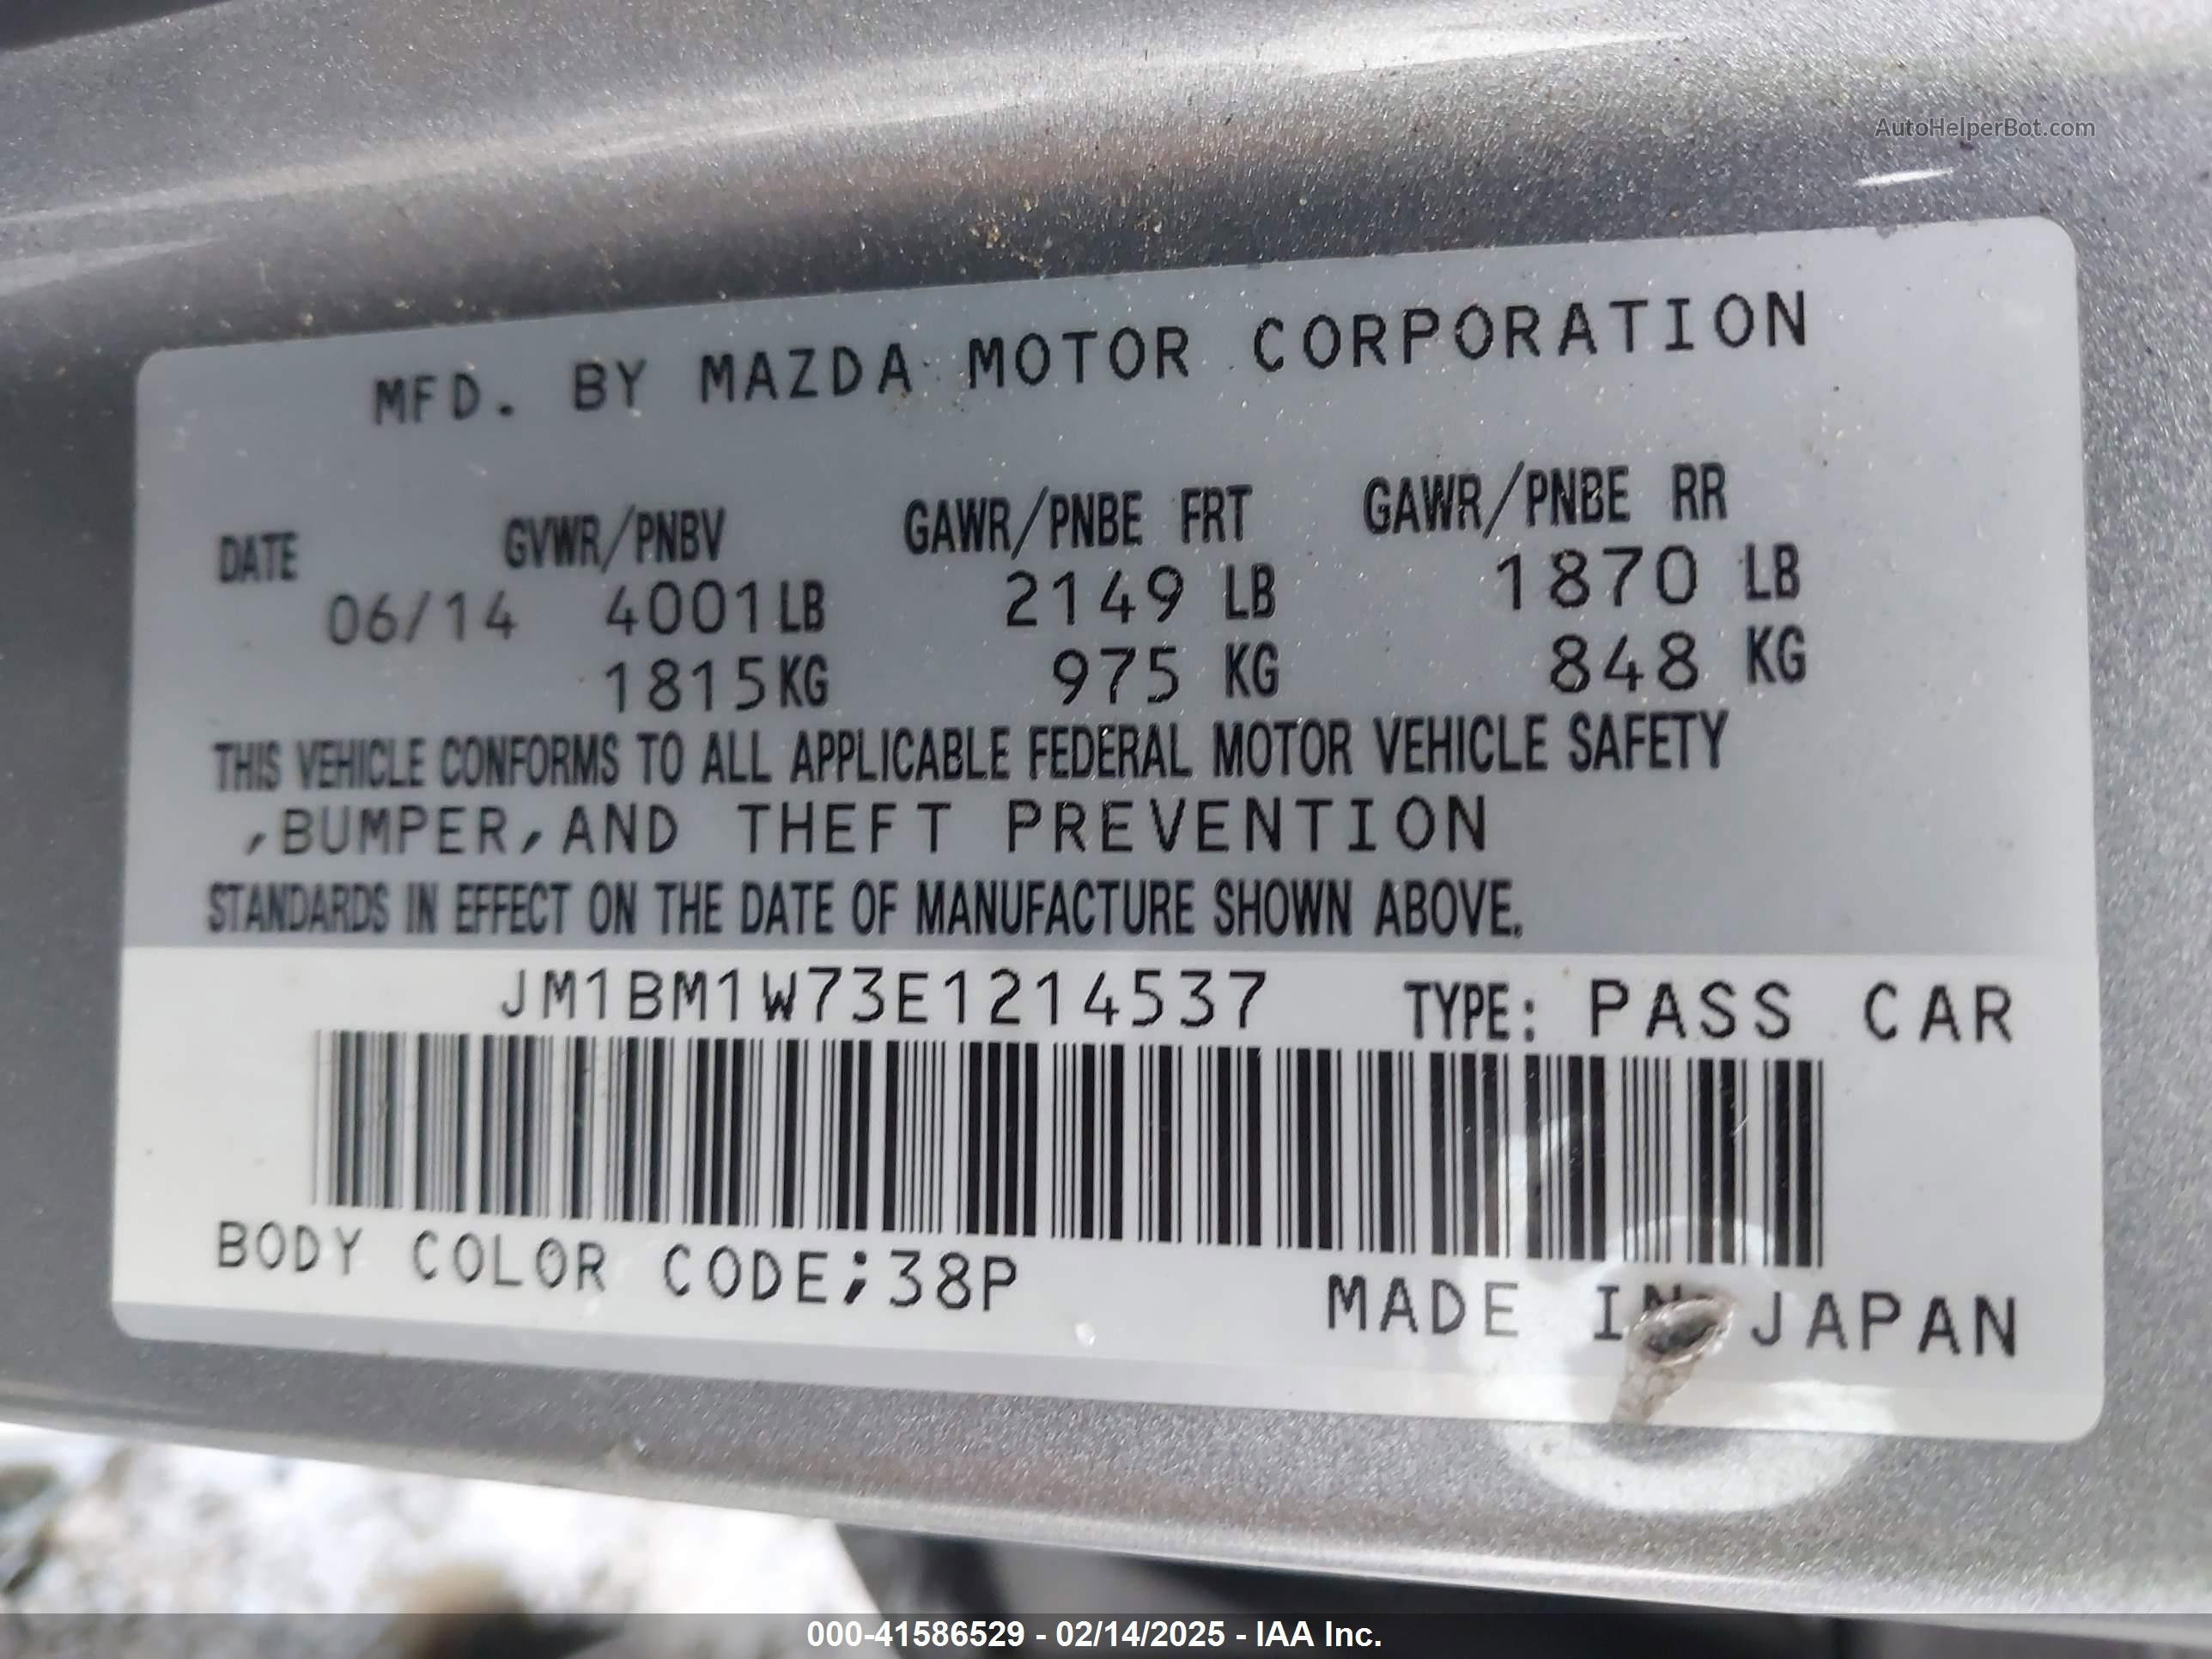 AutoHelperBot.com
MFD. BY MAZDA MOTOR CORPORATION
DATE GVWR/PNBV GAWR/PNBE FRT GAWR/PNBE RR
06/14 4001LB 2149 LB 1870 LB
1815KG 975 KG 848 KG
THIS VEHICLE CONFORMS TO ALL APPLICABLE FEDERAL MOTOR VEHICLE SAFETY
,BUMPER,AND THEFT PREVENTION
STANDARDS IN EFFECT ON THE DATE OF MANUFACTURE SHOWN ABOVE.
JM1BM1W73E1214537 TYPE: PASS CAR
BODY COLOR CODE;38P MADE IN JAPAN
000-41586529 - 02/14/2025 - IAA Inc.